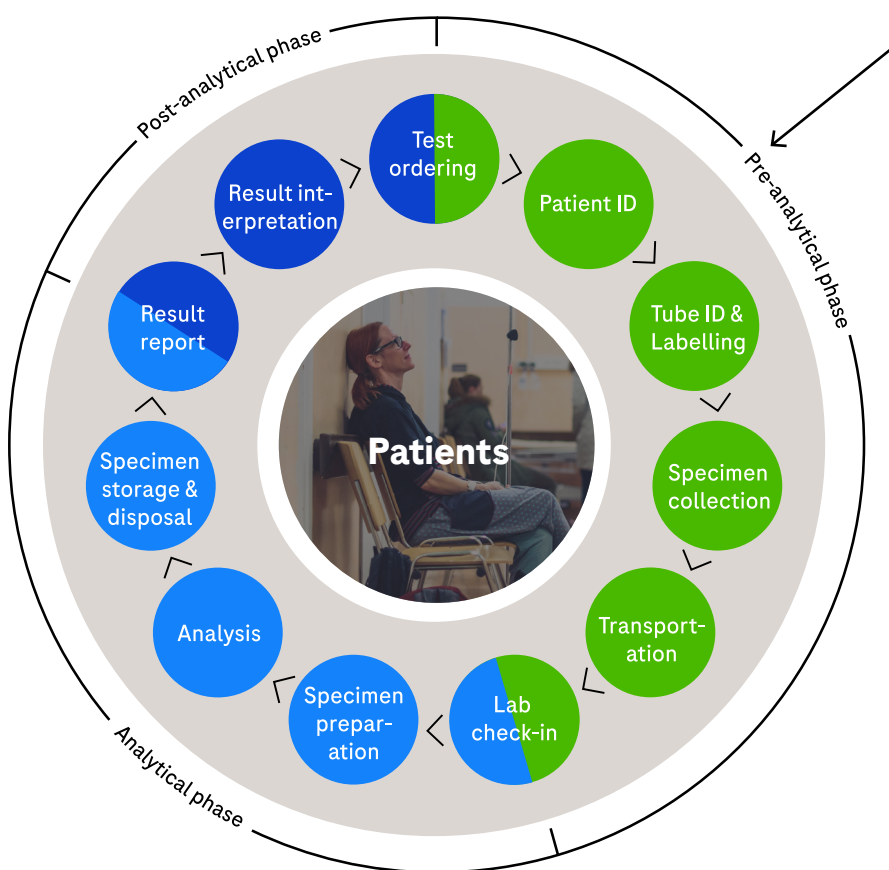 Post-analytical phase
Pre-analytical phase
Test
ordering
Patient ID
Tube ID &
Labelling
Specimen
collection
Transport-
ation
Lab
check-in
Specimen
prepar-
ation
Analysis
Specimen
storage &
disposal
Result
report
Result int-
erpretation
Patients
Analytical phase